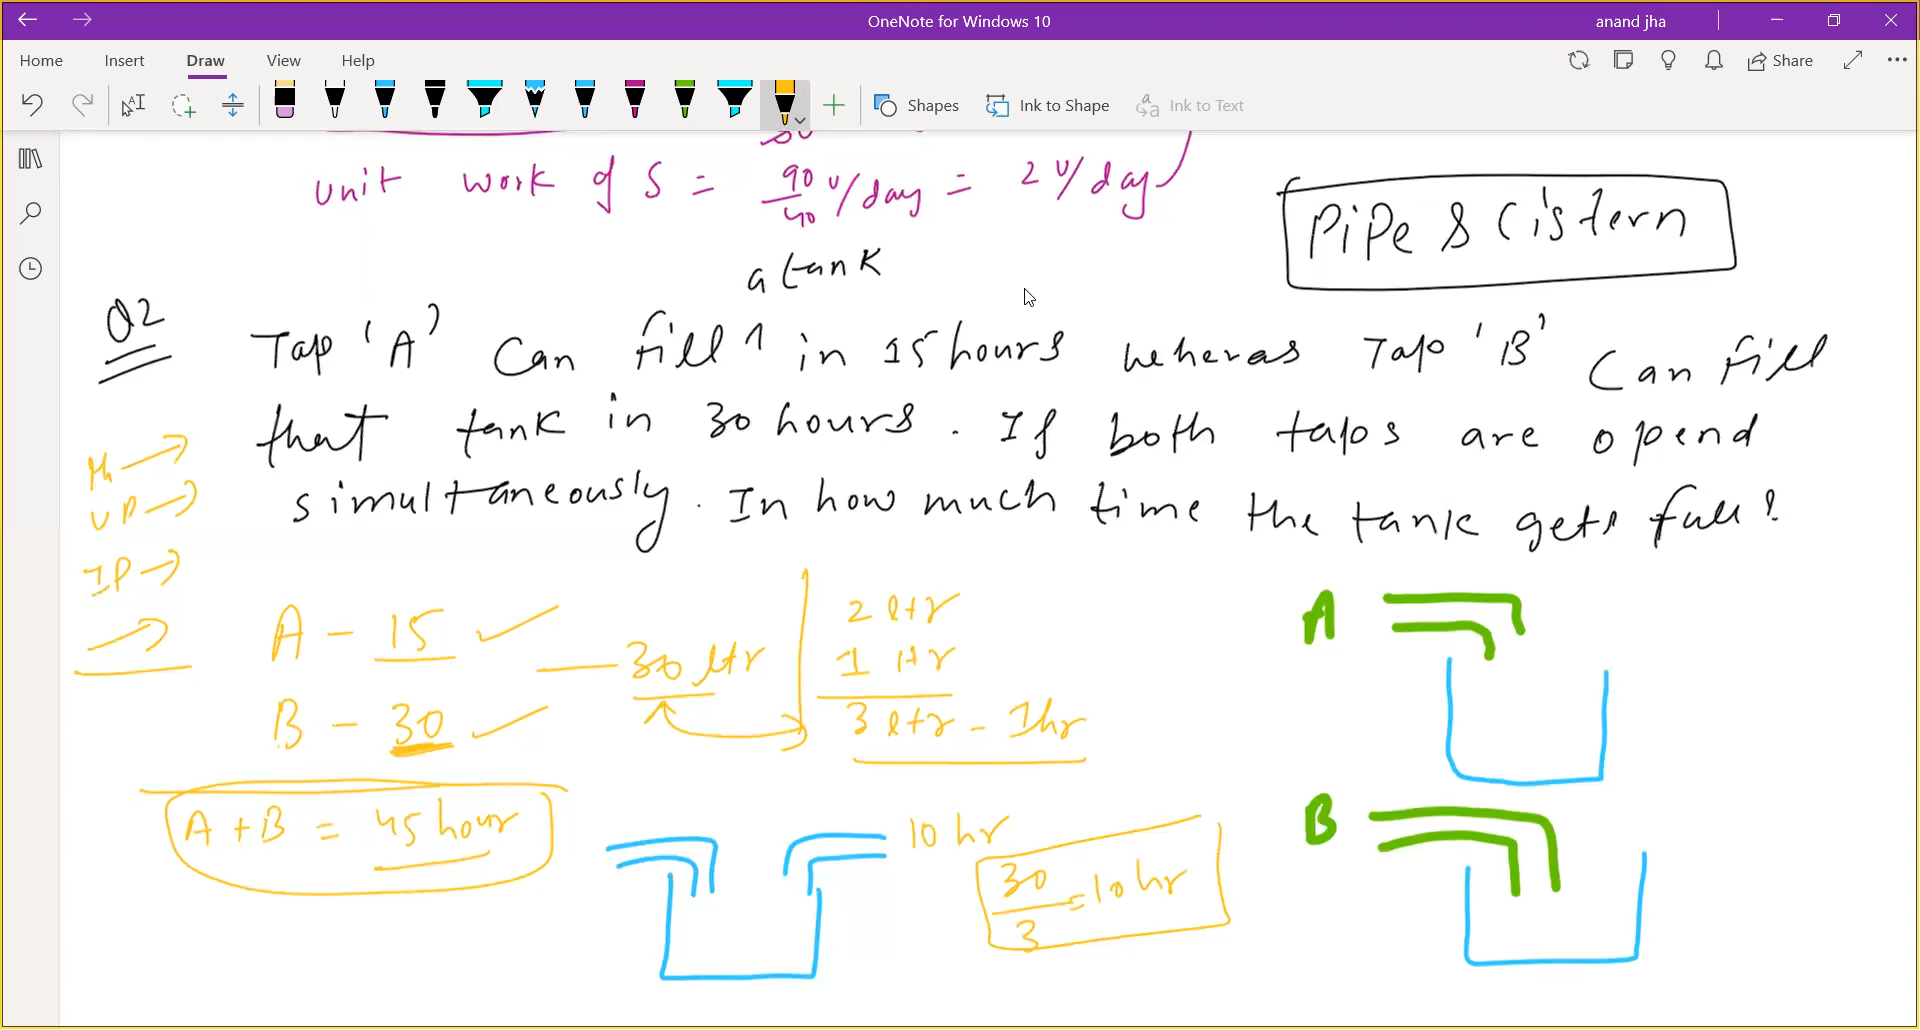 OneNote for Windows 10
anand jha
Home Insert Draw View Help
Share
Shapes Ink to Shape Ink to Text
unit work of S = 90/40 u/day = 2 u/day
PiPe & Cistern
a tank
Q2
Tap 'A' Can fill ^ in 15 hours wheras Tap 'B' Can Fill
that tank in 30 hours. If both taps are opend
simultaneously. In how much time the tank gets full?
UP →
IP →
A - 15
B - 30
30 ltr
2 ltr
1 ltr
3 ltr - 1hr
A + B = 45 hour
10 hr
30/3 = 10 hr
A
B